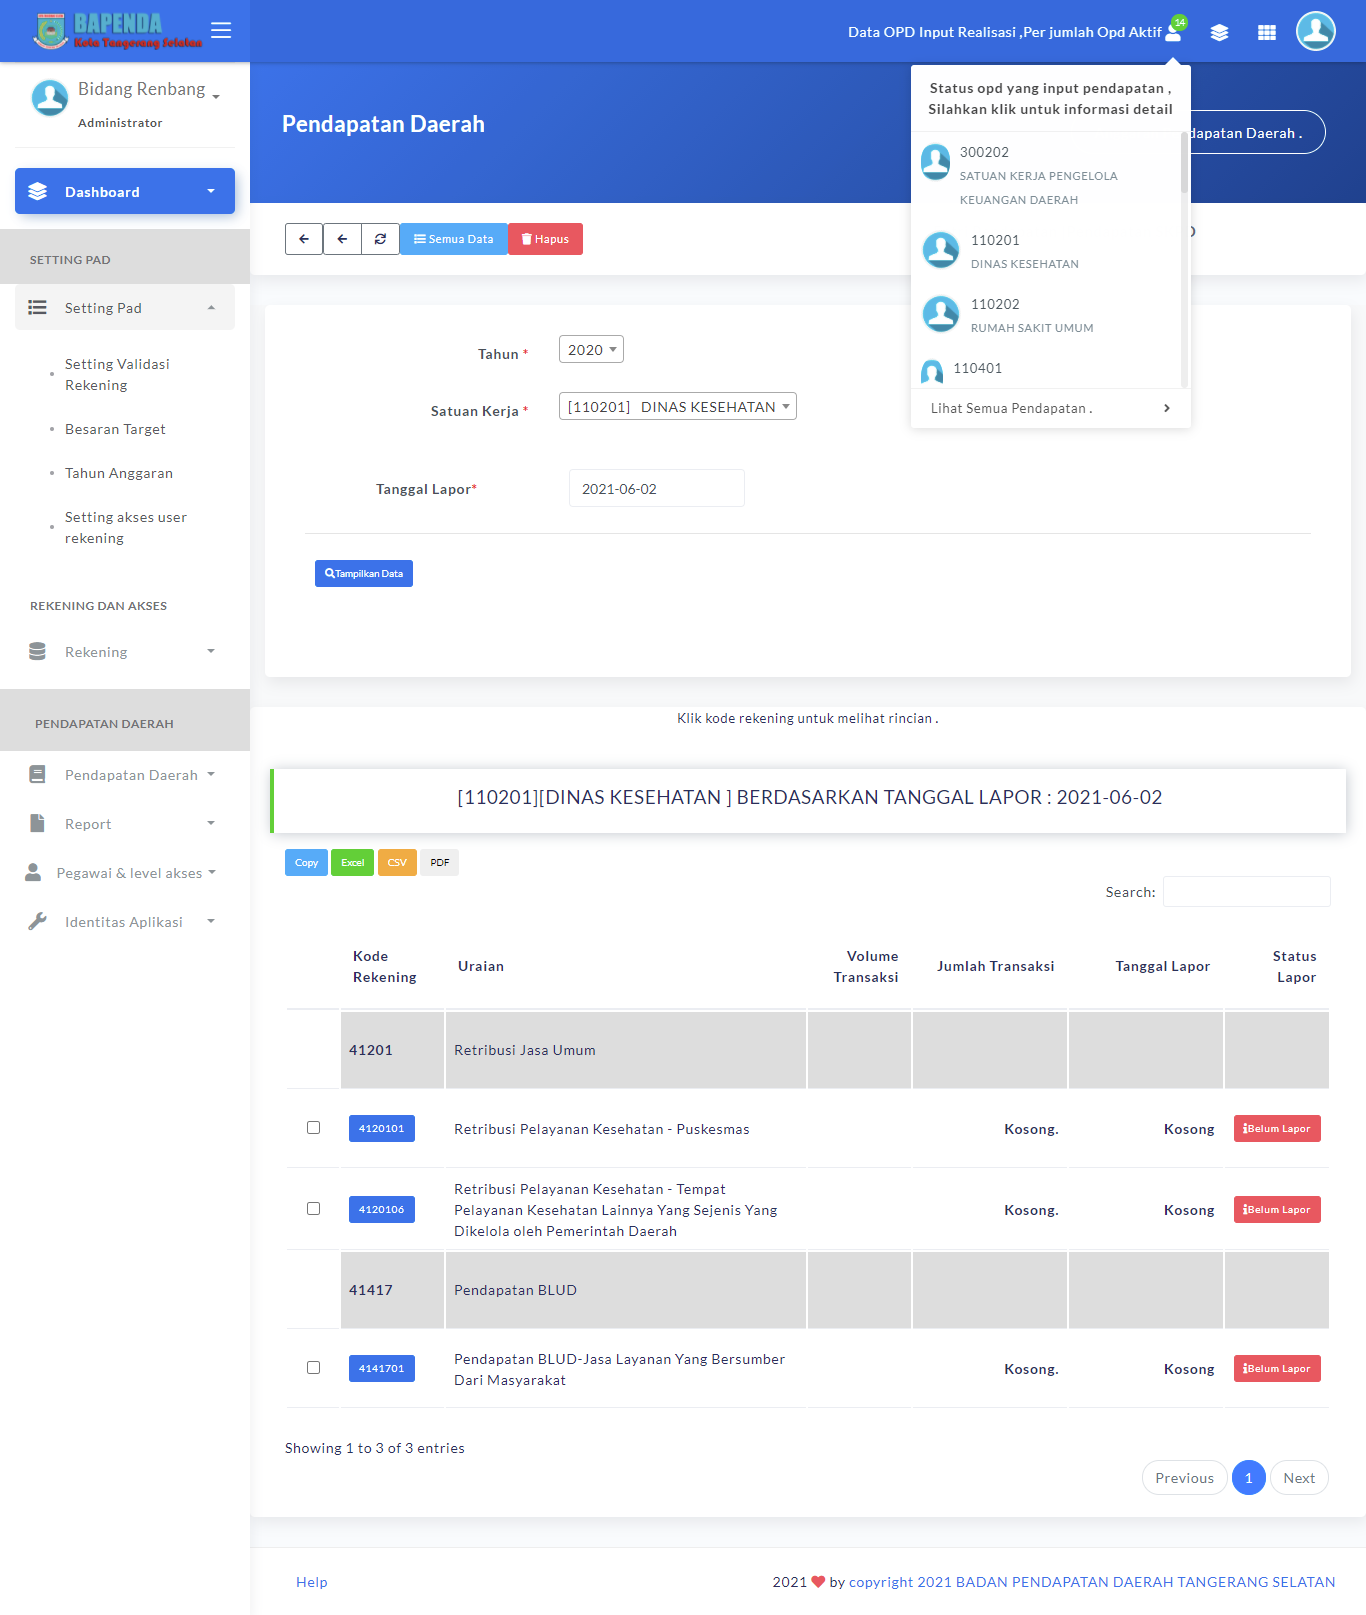 BAPENDA
Kota Tangerang Selatan
Data OPD Input Realisasi ,Per jumlah Opd Aktif
14
Bidang Renbang
Administrator
Dashboard
SETTING PAD
Setting Pad
Setting Validasi
Rekening
Besaran Target
Tahun Anggaran
Setting akses user
rekening
REKENING DAN AKSES
Rekening
PENDAPATAN DAERAH
Pendapatan Daerah
Report
Pegawai & level akses
Identitas Aplikasi
Pendapatan Daerah
dapatan Daerah .
Status opd yang input pendapatan ,
Silahkan klik untuk informasi detail
300202
SATUAN KERJA PENGELOLA
KEUANGAN DAERAH
110201
DINAS KESEHATAN
110202
RUMAH SAKIT UMUM
110401
Lihat Semua Pendapatan .
Semua Data
Hapus
Tahun *
2020
Satuan Kerja *
[110201] DINAS KESEHATAN
Tanggal Lapor*
2021-06-02
Tampilkan Data
Klik kode rekening untuk melihat rincian .
[110201][DINAS KESEHATAN ] BERDASARKAN TANGGAL LAPOR : 2021-06-02
Copy Excel CSV PDF
Search:
Kode Rekening Uraian Volume Transaksi Jumlah Transaksi Tanggal Lapor Status Lapor
41201 Retribusi Jasa Umum
4120101 Retribusi Pelayanan Kesehatan - Puskesmas Kosong. Kosong Belum Lapor
Retribusi Pelayanan Kesehatan - Tempat
4120106 Pelayanan Kesehatan Lainnya Yang Sejenis Yang Kosong. Kosong Belum Lapor
Dikelola oleh Pemerintah Daerah
41417 Pendapatan BLUD
4141701 Pendapatan BLUD-Jasa Layanan Yang Bersumber Kosong. Kosong Belum Lapor
Dari Masyarakat
Showing 1 to 3 of 3 entries
Previous 1 Next
Help
2021 by copyright 2021 BADAN PENDAPATAN DAERAH TANGERANG SELATAN